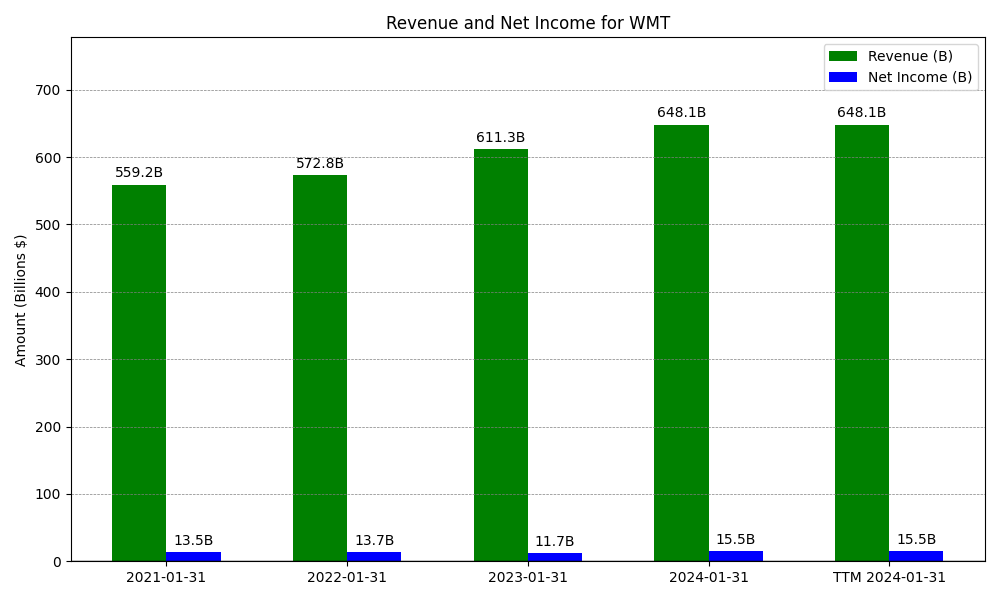 Revenue and Net Income for WMT
Revenue (B)
Net Income (B)
Amount (Billions $)
700
600
500
400
300
200
100
0
559.2B
572.8B
611.3B
648.1B
648.1B
13.5B
13.7B
11.7B
15.5B
15.5B
2021-01-31
2022-01-31
2023-01-31
2024-01-31
TTM 2024-01-31